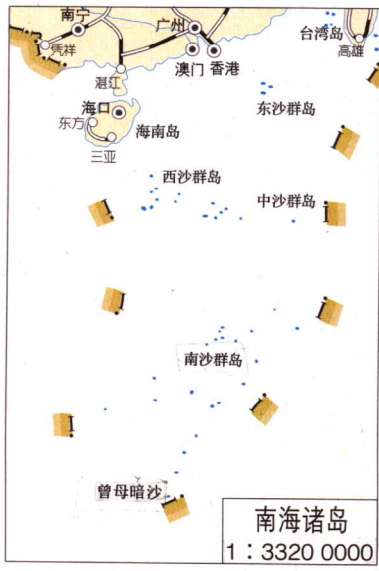 南宁
广州
台湾岛
凭祥
高雄
澳门 香港
湛江
东沙群岛
海口
东方
海南岛
三亚
西沙群岛
中沙群岛
南沙群岛
曾母暗沙
南海诸岛
1：3320 0000